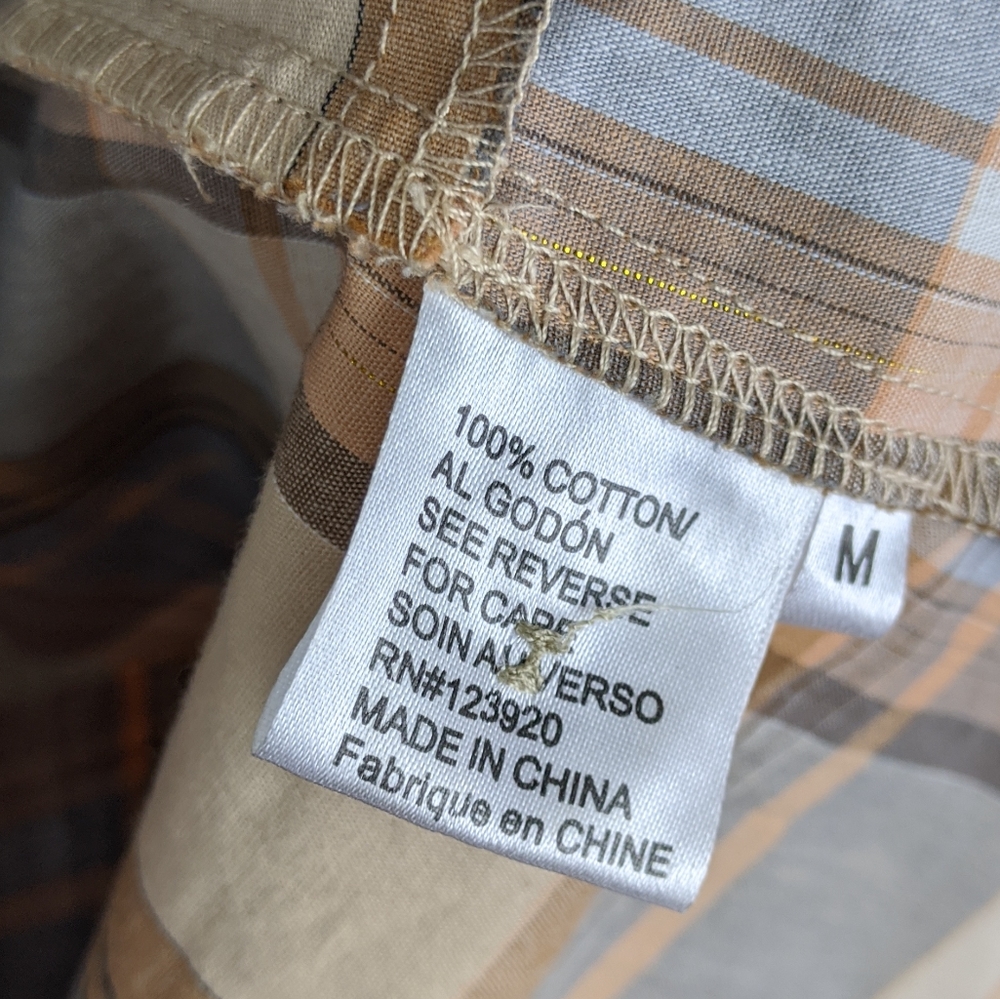 100% COTTON/
AL GODÓN
SEE REVERSE
FOR CARE
SOIN AU VERSO
RN#123920
MADE IN CHINA
Fabrique en CHINE
M